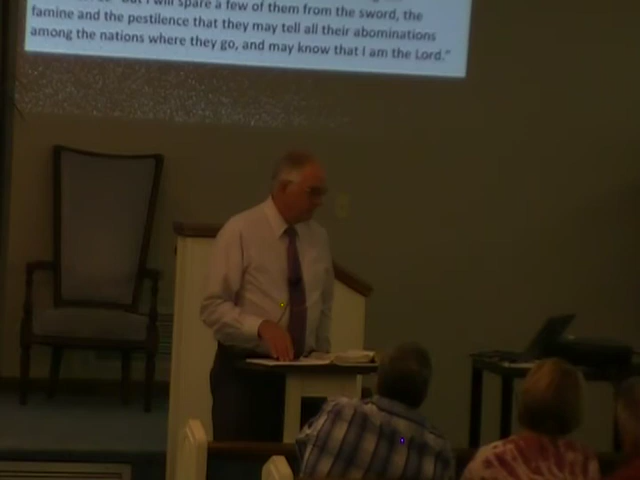 but I will spare a few of them from the sword, the
famine and the pestilence that they may tell all their abominations
among the nations where they go, and may know that I am the Lord."